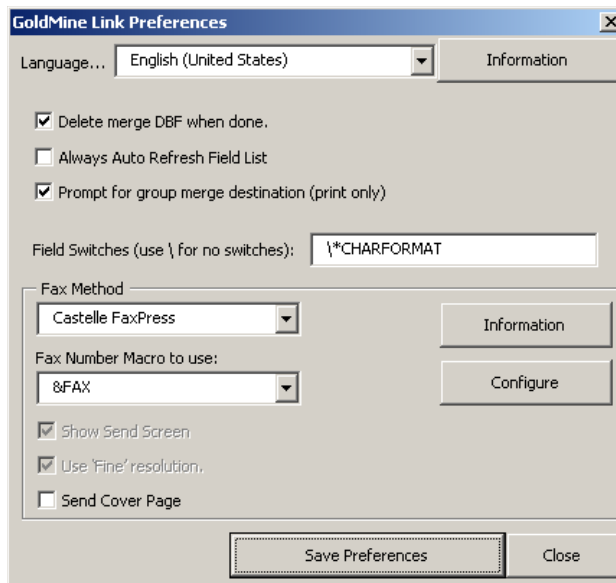 GoldMine Link Preferences
Language... English (United States) Information
Delete merge DBF when done.
Always Auto Refresh Field List
Prompt for group merge destination (print only)
Field Switches (use \ for no switches): \*CHARFORMAT
Fax Method
Castelle FaxPress Information
Fax Number Macro to use:
&FAX Configure
Show Send Screen
Use 'Fine' resolution.
Send Cover Page
Save Preferences Close